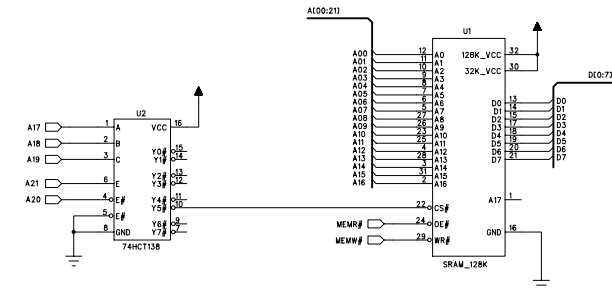 A[00:21]
U1
A00 12 A0 128K_VCC 32
A01 11 A1
A02 10 A2 32K_VCC 30
A03 9 A3
A04 8 A4
A05 7 A5
A06 6 A6 D0 13 D0
A07 5 A7 D1 14 D1
A08 27 A8 D2 15 D2
A09 26 A9 D3 17 D3
A10 23 A10 D4 18 D4
A11 25 A11 D5 19 D5
A12 4 A12 D6 20 D6
A13 28 A13 D7 21 D7
A14 3 A14
A15 31 A15
A16 2 A16
D[0:7]
A17 1
22 CS#
MEMR# 24 OE#
GND 16
MEMW# 29 WR#
SRAM_128K
U2
A17 1 A VCC 16
A18 2 B Y0# 15
Y1# 14
A19 3 C
Y2# 13
A21 6 E Y3# 12
A20 4 E# Y4# 11
Y5# 10
5 E#
Y6# 9
8 GND Y7# 7
74HCT138